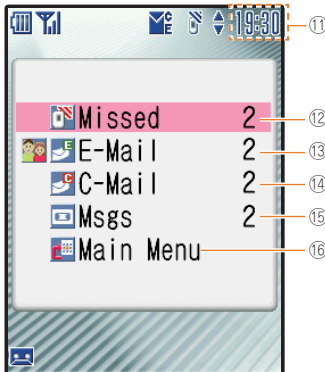 C E 19:30 ⑪
Missed 2 ⑫
E E-Mail 2 ⑬
C C-Mail 2 ⑭
Msgs 2 ⑮
Main Menu ⑯